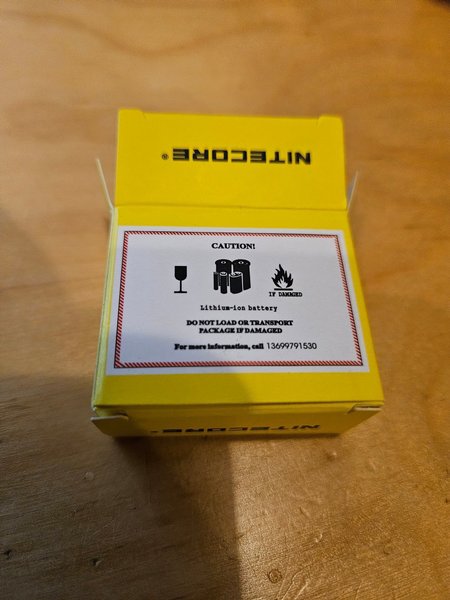 NITECORE®
CAUTION!
IF DAMAGED
Lithium-ion battery
DO NOT LOAD OR TRANSPORT
PACKAGE IF DAMAGED
For more information, call 13699791530
NITECORE®